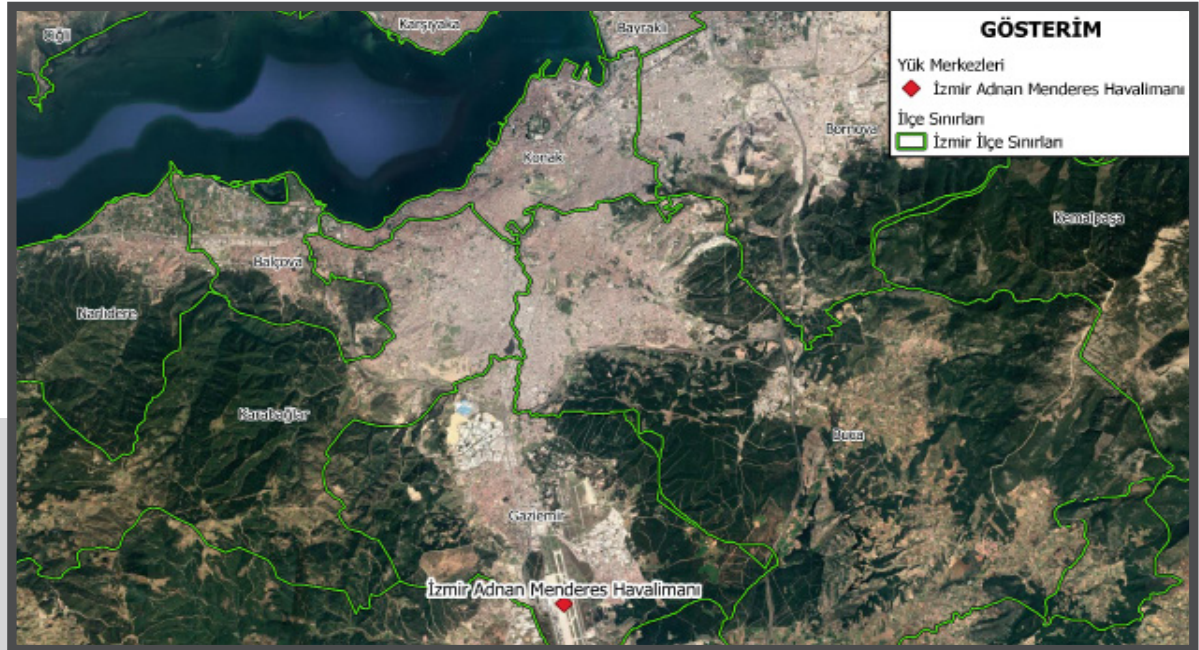 Çiğli
Karşıyaka
Bayraklı
GÖSTERİM
Yük Merkezleri
İzmir Adnan Menderes Havalimanı
İlçe Sınırları
İzmir İlçe Sınırları
Bornova
Konak
Kemalpaşa
Balçova
Narlıdere
Karabağlar
Buca
Gaziemir
İzmir Adnan Menderes Havalimanı